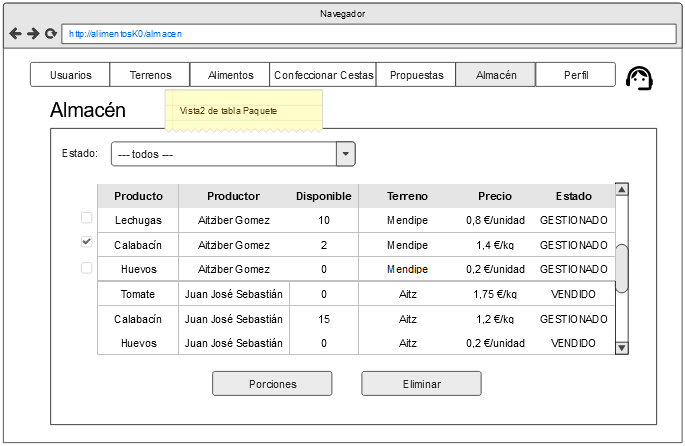 Navegador
http://alimentosK0/almacen
Usuarios Terrenos Alimentos Confeccionar Cestas Propuestas Almacén Perfil
Almacén
Vista2 de tabla Paquete
Estado: --- todos ---
Producto Productor Disponible Terreno Precio Estado
Lechugas Aitziber Gomez 10 Mendipe 0,8 €/unidad GESTIONADO
Calabacín Aitziber Gomez 2 Mendipe 1,4 €/kg GESTIONADO
Huevos Aitziber Gomez 0 Mendipe 0,2 €/unidad GESTIONADO
Tomate Juan José Sebastián 0 Aitz 1,75 €/kg VENDIDO
Calabacín Juan José Sebastián 15 Aitz 1,2 €/kg GESTIONADO
Huevos Juan José Sebastián 0 Aitz 0,2 €/unidad VENDIDO
Porciones Eliminar